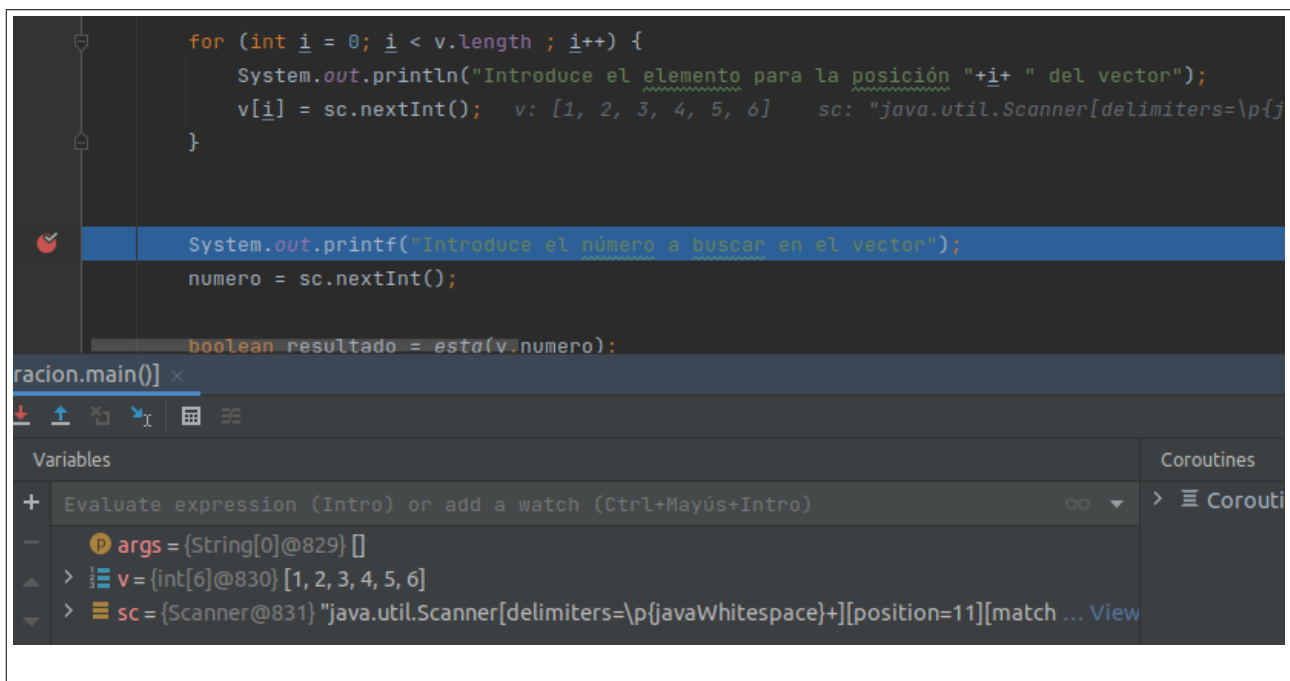 for (int i = 0; i < v.length ; i++) {
System.out.println("Introduce el elemento para la posición "+i+ " del vector");
v[i] = sc.nextInt(); v: [1, 2, 3, 4, 5, 6] sc: "java.util.Scanner[delimiters=\p{j
}
System.out.printf("Introduce el número a buscar en el vector");
numero = sc.nextInt();
boolean resultado = esta(v,numero);
racion.main()] ×
Variables
Coroutines
Evaluate expression (Intro) or add a watch (Ctrl+Mayús+Intro)
Corouti
args = {String[0]@829} []
v = {int[6]@830} [1, 2, 3, 4, 5, 6]
sc = {Scanner@831} "java.util.Scanner[delimiters=\p{javaWhitespace}+][position=11][match ... View